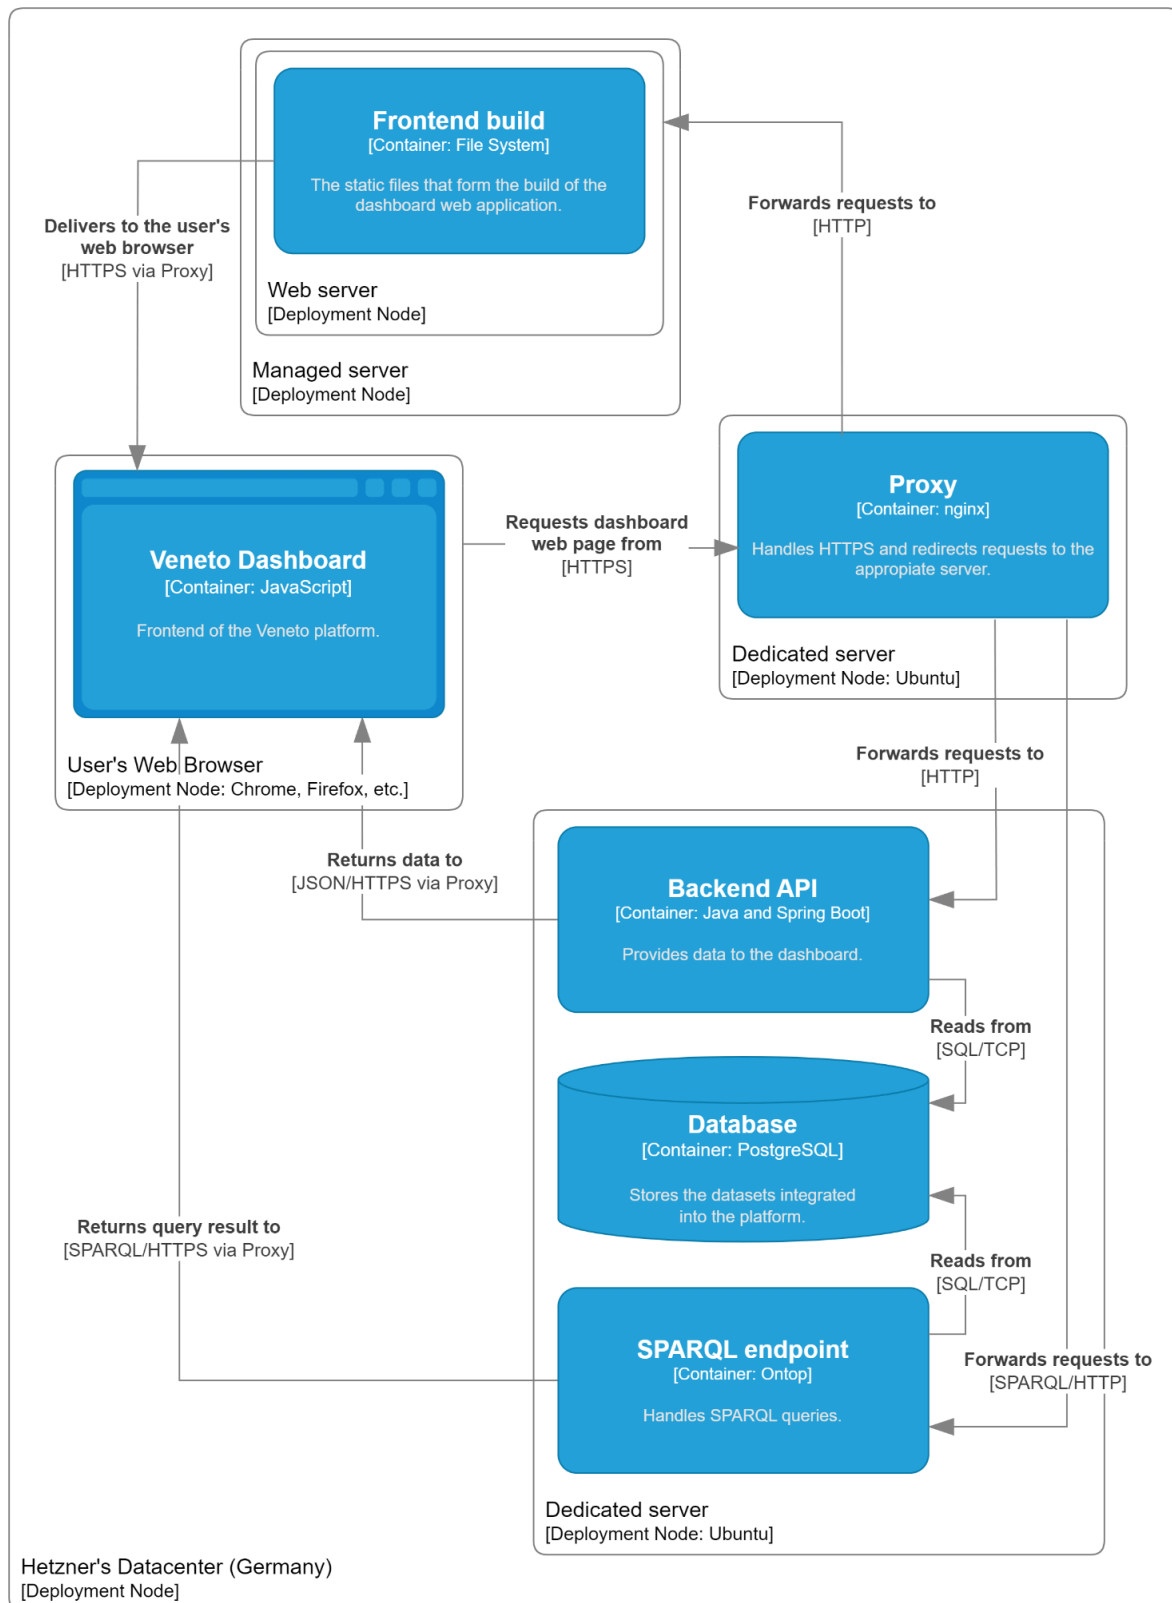 Frontend build
[Container: File System]
The static files that form the build of the
dashboard web application.
Web server
[Deployment Node]
Managed server
[Deployment Node]
Delivers to the user's
web browser
[HTTPS via Proxy]
Forwards requests to
[HTTP]
Veneto Dashboard
[Container: JavaScript]
Frontend of the Veneto platform.
User's Web Browser
[Deployment Node: Chrome, Firefox, etc.]
Requests dashboard
web page from
[HTTPS]
Proxy
[Container: nginx]
Handles HTTPS and redirects requests to the
appropiate server.
Dedicated server
[Deployment Node: Ubuntu]
Forwards requests to
[HTTP]
Returns data to
[JSON/HTTPS via Proxy]
Backend API
[Container: Java and Spring Boot]
Provides data to the dashboard.
Reads from
[SQL/TCP]
Database
[Container: PostgreSQL]
Stores the datasets integrated
into the platform.
Returns query result to
[SPARQL/HTTPS via Proxy]
Reads from
[SQL/TCP]
SPARQL endpoint
[Container: Ontop]
Handles SPARQL queries.
Forwards requests to
[SPARQL/HTTP]
Dedicated server
[Deployment Node: Ubuntu]
Hetzner's Datacenter (Germany)
[Deployment Node]